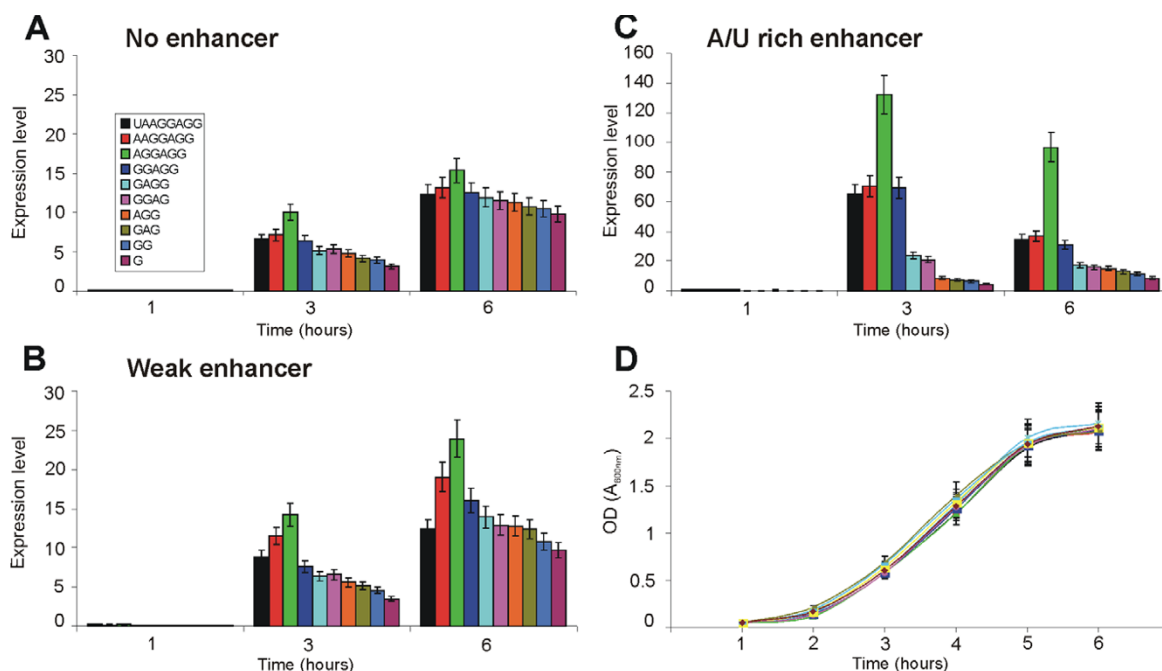 A
No enhancer
30
25
20
15
10
5
0
Expression level
UAAGGAGG
AAGGAGG
AGGAGG
GGAGG
GAGG
GGAG
AGG
GAG
GG
G
1 3 6
Time (hours)
B
Weak enhancer
30
25
20
15
10
5
0
Expression level
1 3 6
Time (hours)
C
A/U rich enhancer
160
140
120
100
80
60
40
20
0
Expression level
1 3 6
Time (hours)
D
2.5
2
1.5
1
0.5
0
OD (A600nm)
1 2 3 4 5 6
Time (hours)